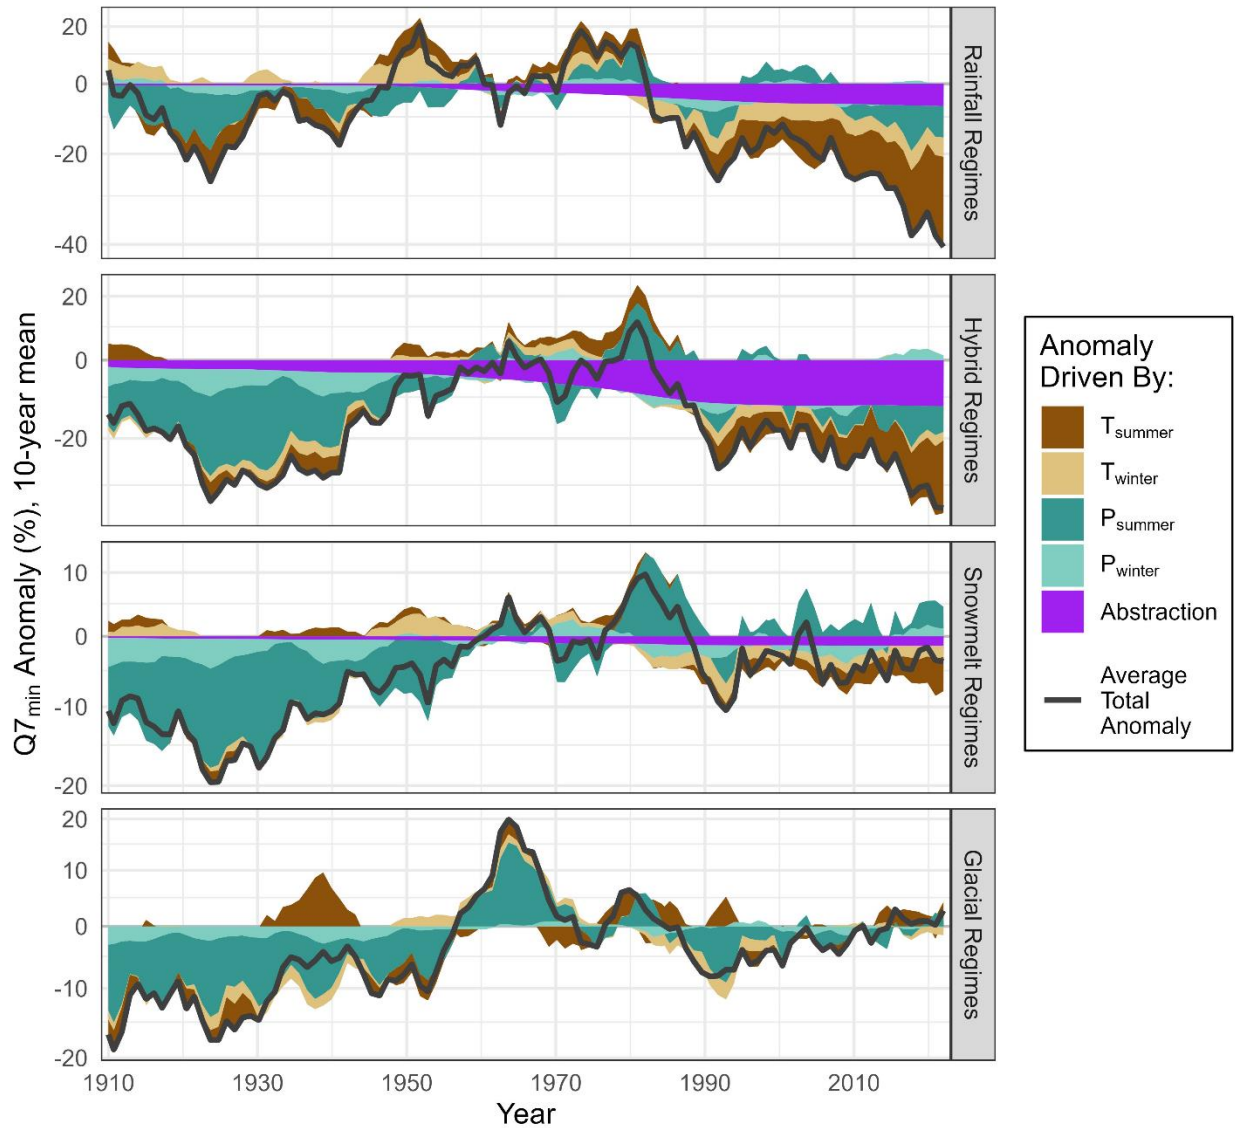 Q7min Anomaly (%), 10-year mean
20
0
-20
-40
Rainfall Regimes
20
0
-20
Hybrid Regimes
10
0
-10
-20
Snowmelt Regimes
20
10
0
-10
-20
Glacial Regimes
1910 1930 1950 1970 1990 2010
Year
Anomaly
Driven By:
Tsummer
Twinter
Psummer
Pwinter
Abstraction
Average
Total
Anomaly